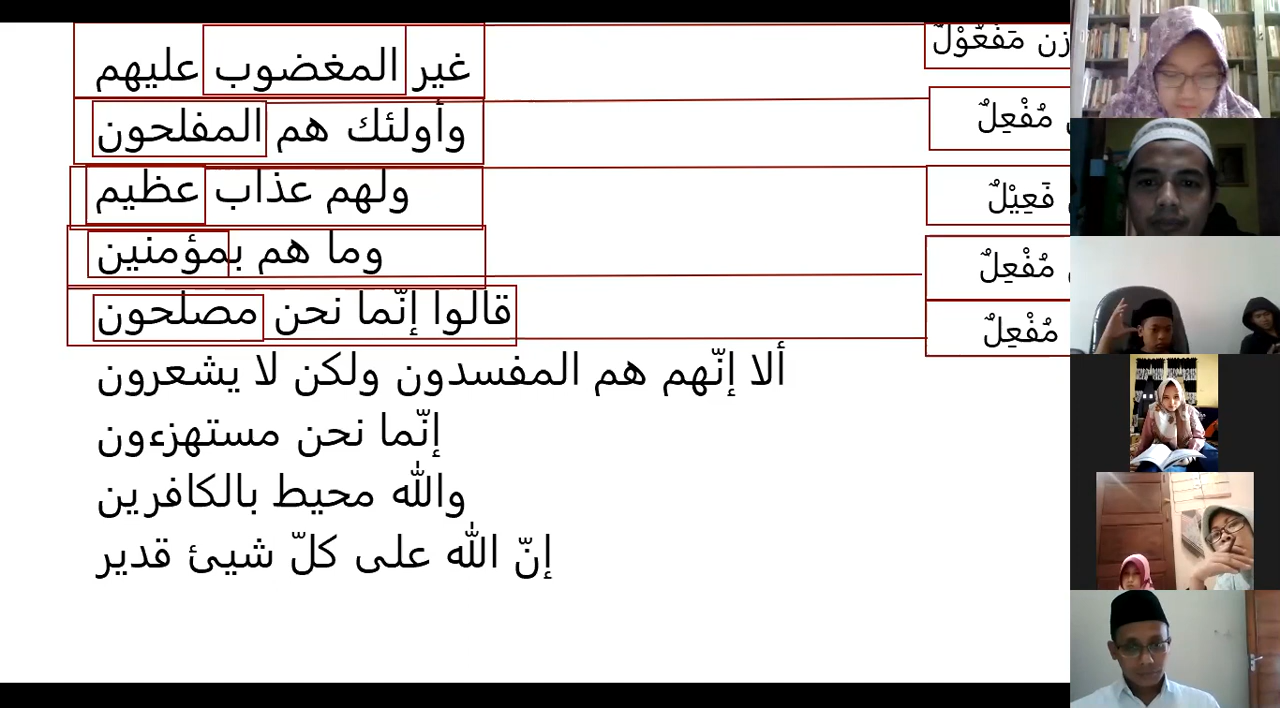 غير المغضوب عليهم
زن مَفْعُوْلٌ
وأولئك هم المفلحون
مُفْعِلٌ
ولهم عذاب عظيم
فَعِيْلٌ
وما هم بمؤمنين
مُفْعِلٌ
قالوا إنّما نحن مصلحون
مُفْعِلٌ
ألا إنّهم هم المفسدون ولكن لا يشعرون
إنّما نحن مستهزءون
والله محيط بالكافرين
إنّ الله على كلّ شيئ قدير